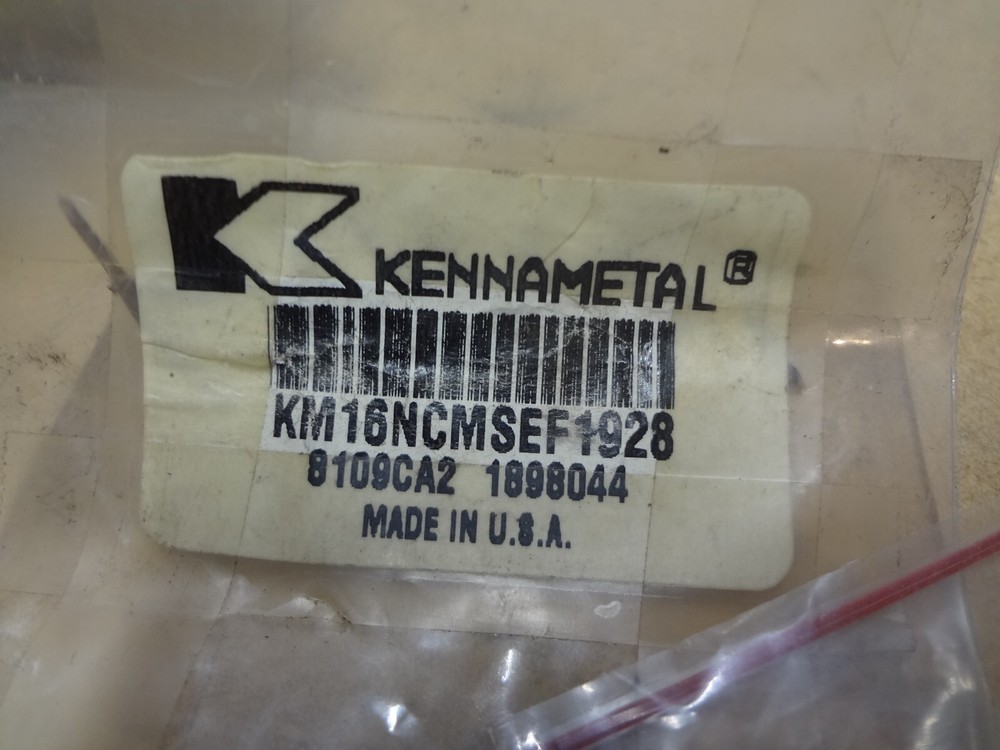 KENNAMETAL®
KM16NCMSEF1928
8109CA2 1898044
MADE IN U.S.A.